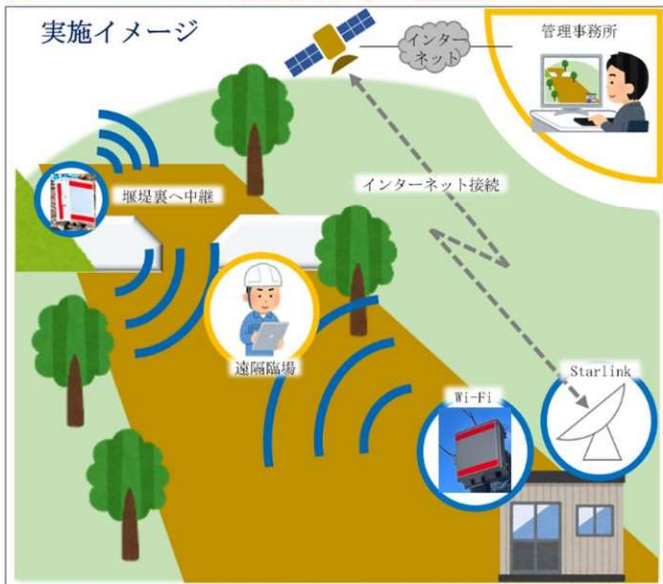 実施イメージ
インター
ネット
管理事務所
インターネット接続
堰堤裏へ中継
遠隔臨場
Wi-Fi
Starlink